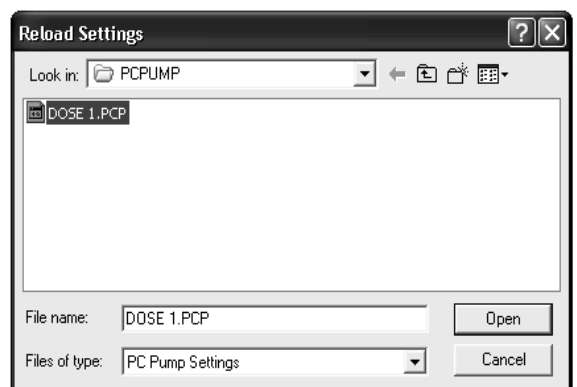 Reload Settings
Look in: PCPUMP
DOSE 1.PCP
File name: DOSE 1.PCP Open
Files of type: PC Pump Settings Cancel